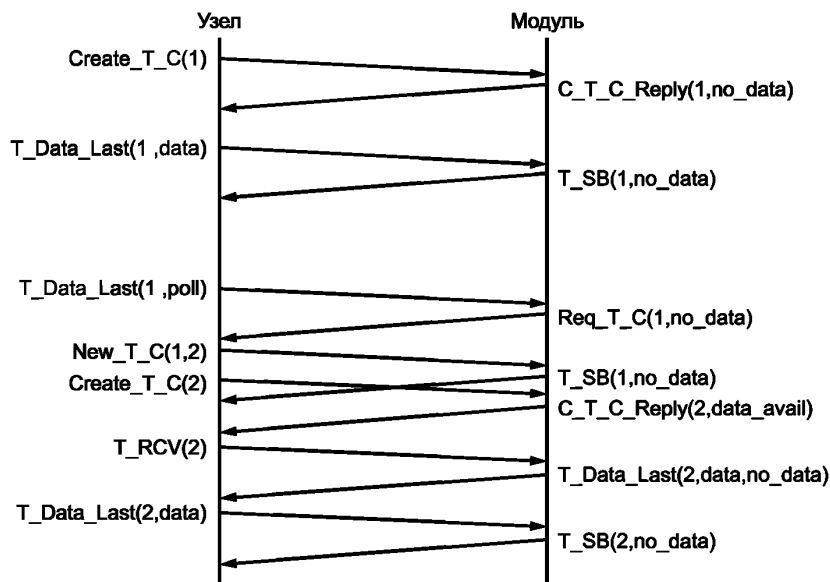 Узел
Модуль
Create_T_C(1)
C_T_C_Reply(1,no_data)
T_Data_Last(1 ,data)
T_SB(1,no_data)
T_Data_Last(1 ,poll)
Req_T_C(1,no_data)
New_T_C(1,2)
T_SB(1,no_data)
Create_T_C(2)
C_T_C_Reply(2,data_avail)
T_RCV(2)
T_Data_Last(2,data,no_data)
T_Data_Last(2,data)
T_SB(2,no_data)